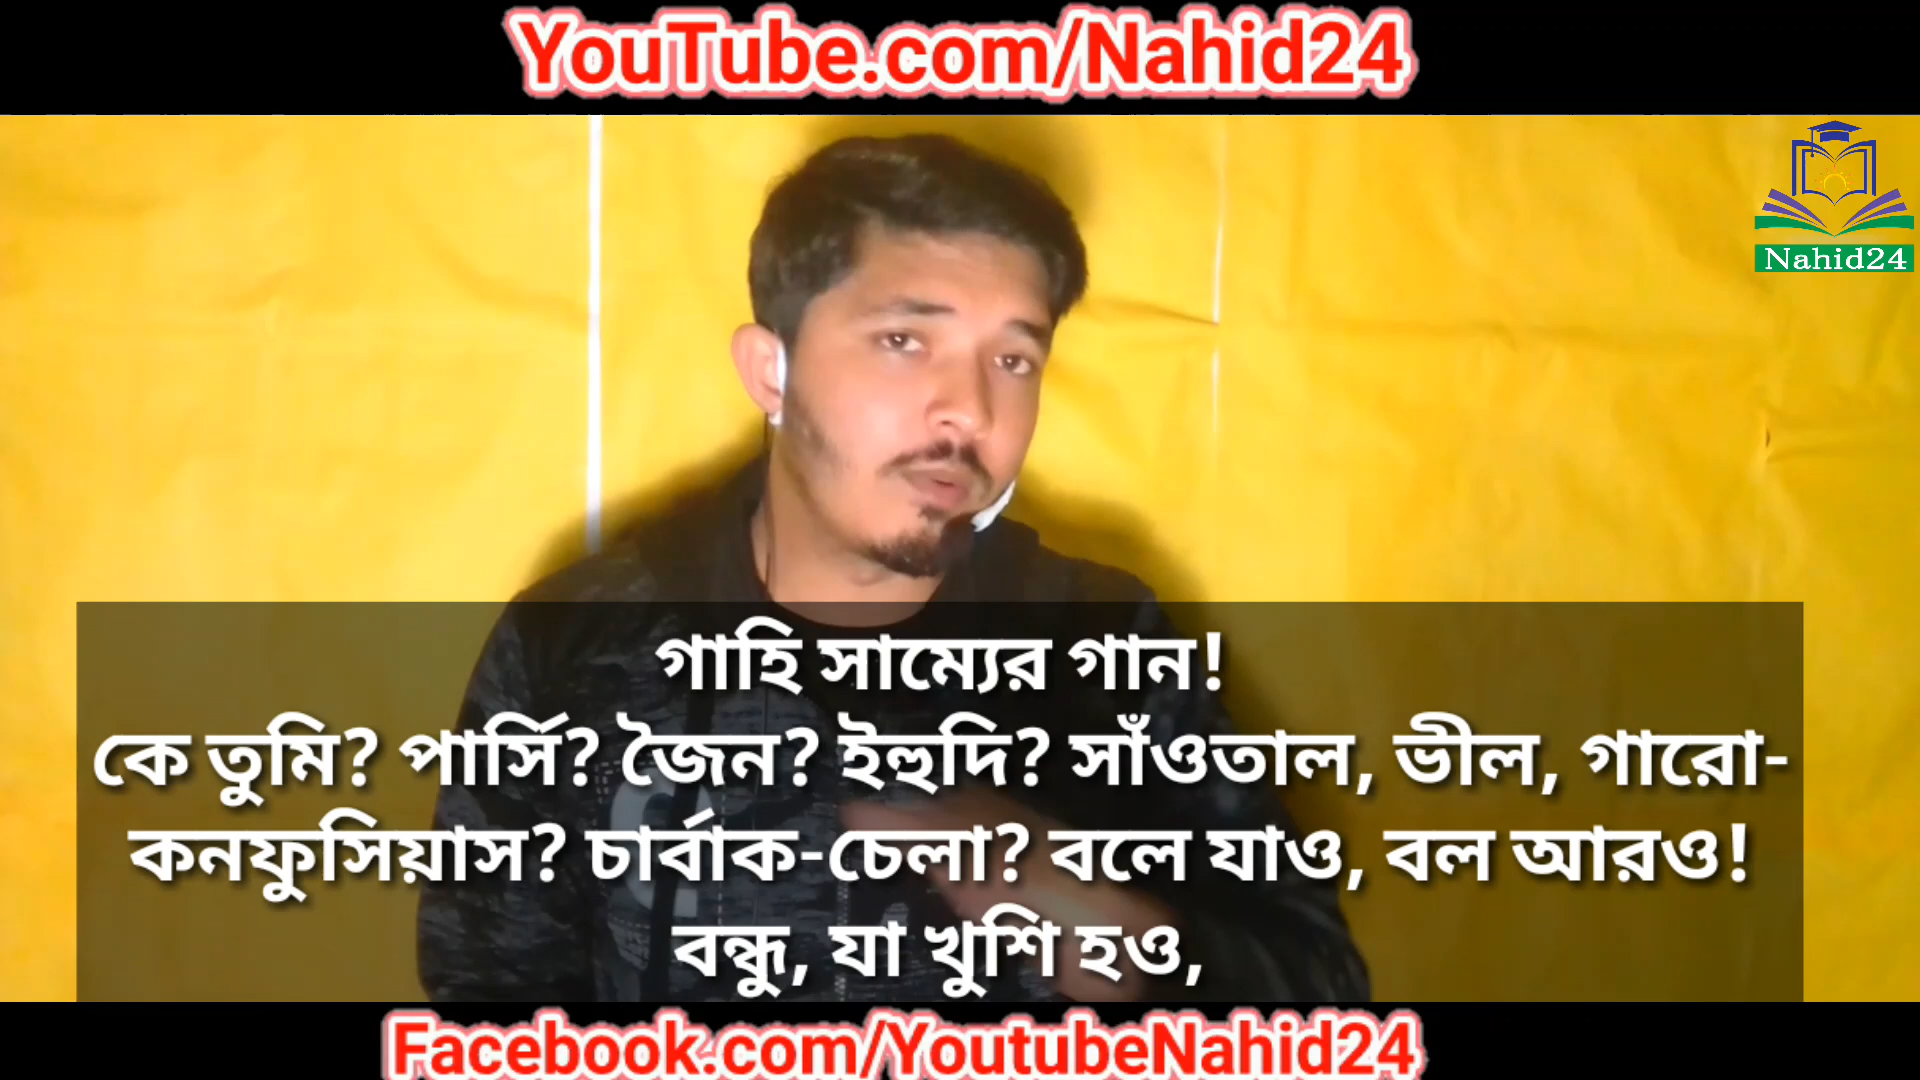 YouTube.com/Nahid24
Nahid24
গাহি সাম্যের গান!
কে তুমি? পার্সি? জৈন? ইহুদি? সাঁওতাল, ভীল, গারো-
কনফুসিয়াস? চার্বাক-চেলা? বলে যাও, বল আরও!
বন্ধু, যা খুশি হও,
Facebook.com/YoutubeNahid24